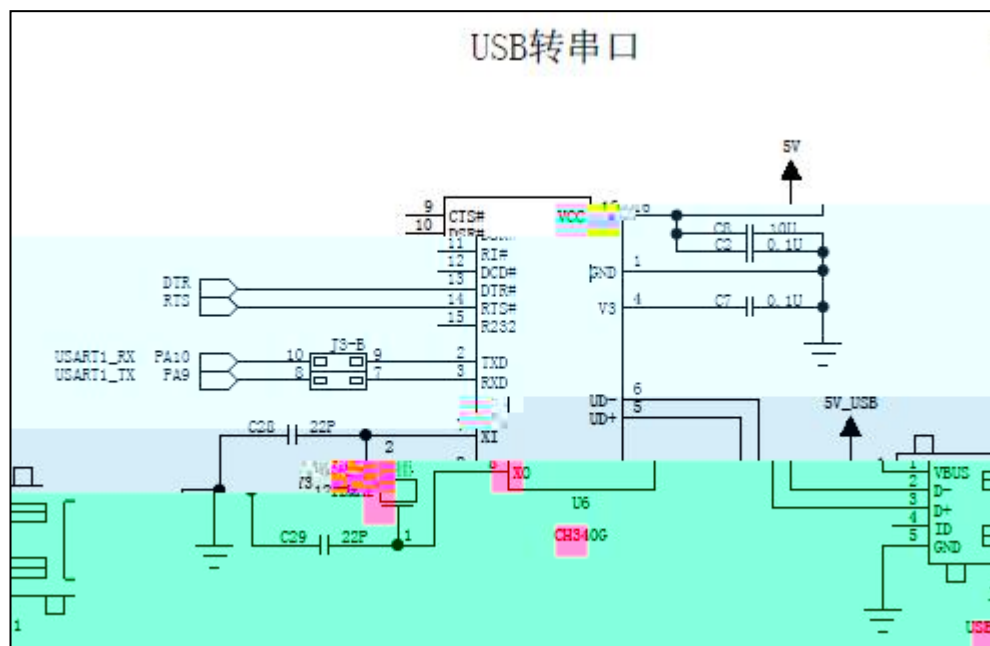 USB转串口
5V
9 CTS# VCC
10 DSR# C6 10U
C2 0.1U
11 RI#
12 DCD# GND 1
DTR 13 DTR#
RTS 14 RTS# V3 4 C7 0.1U
15 R232
J3-B
USART1_RX PA10 10 9 2 TXD
USART1_TX PA9 8 7 3 RXD
UD- 6
UD+ 5 5V_USB
C28 22P XI
2
XO 1 VBUS
2 D-
U6 3 D+
4 ID
C29 22P 1 CH340G 5 GND
1